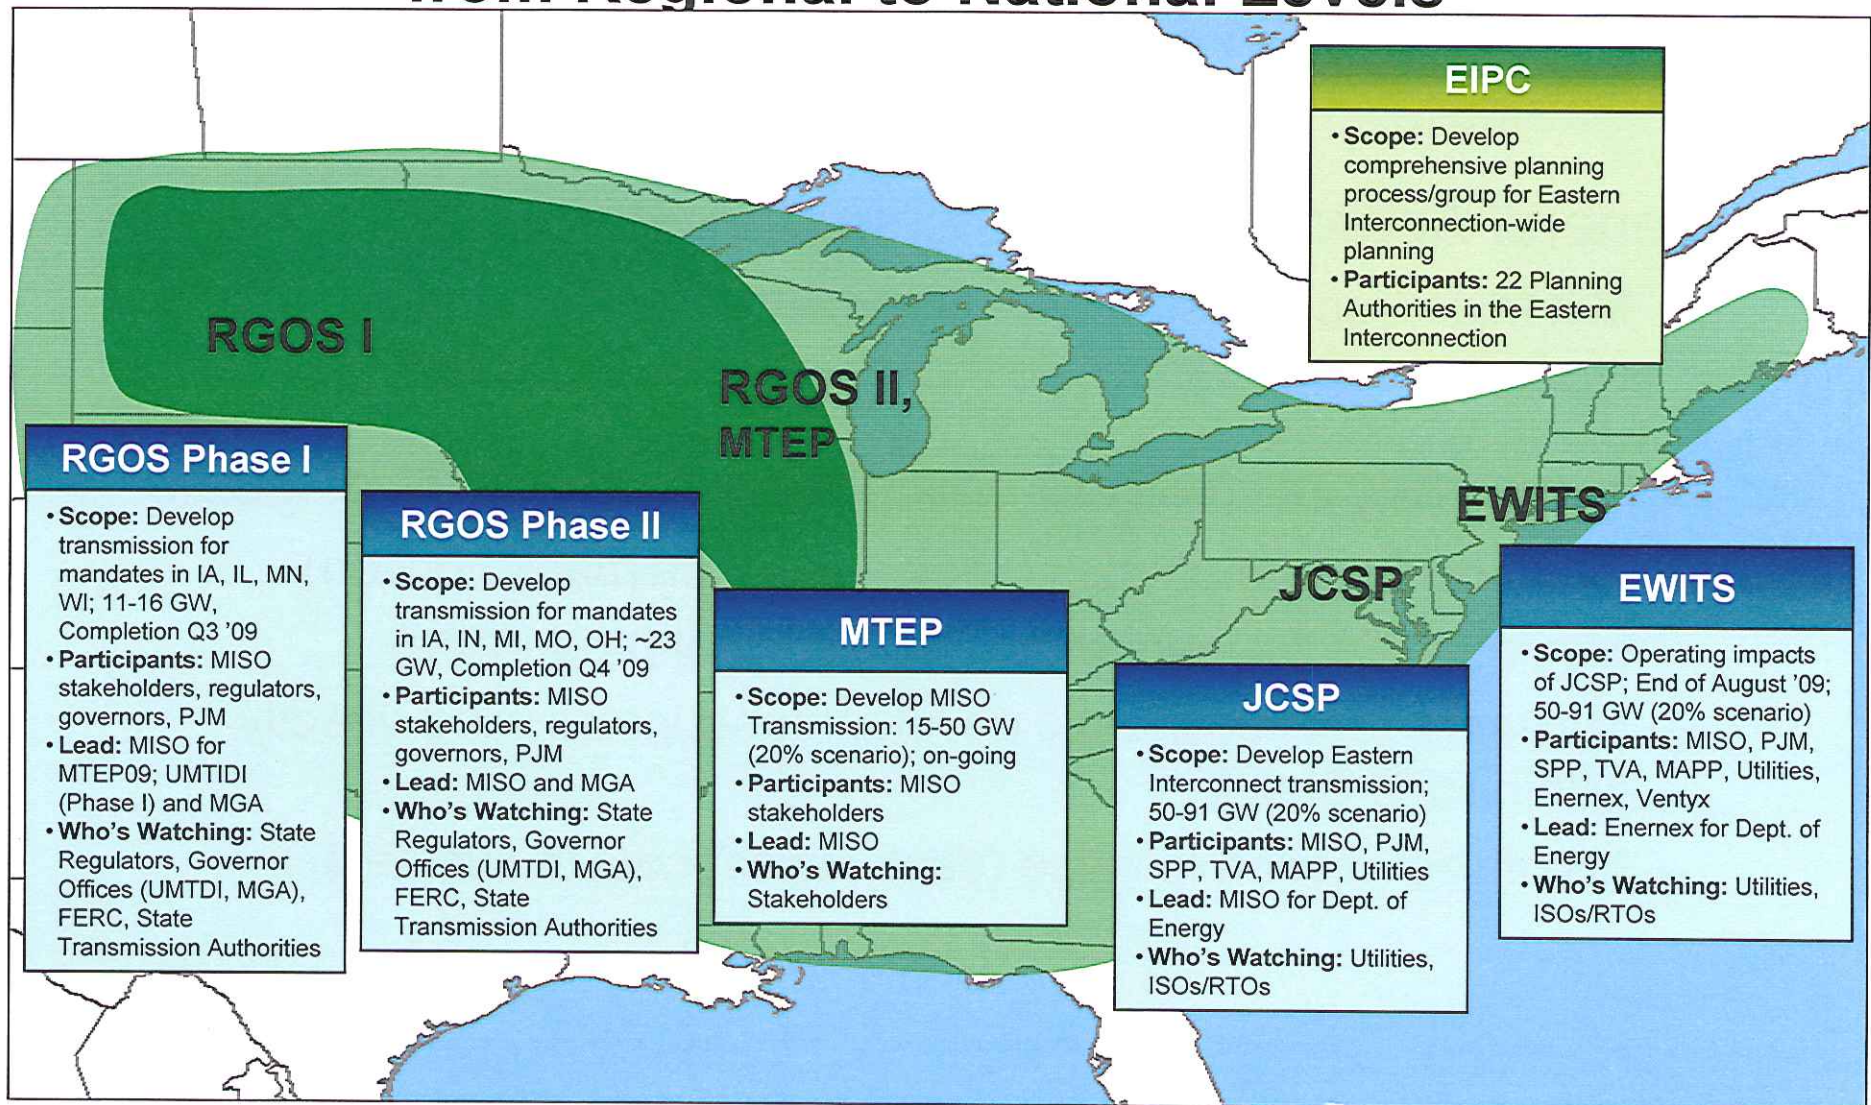 from Regional to National Levels
EIPC
• Scope: Develop
comprehensive planning
process/group for Eastern
Interconnection-wide
planning
• Participants: 22 Planning
Authorities in the Eastern
Interconnection
RGOS I
RGOS II,
MTEP
EWITS
JCSP
RGOS Phase I
• Scope: Develop
transmission for
mandates in IA, IL, MN,
WI; 11-16 GW,
Completion Q3 '09
• Participants: MISO
stakeholders, regulators,
governors, PJM
• Lead: MISO for
MTEP09; UMTIDI
(Phase I) and MGA
• Who's Watching: State
Regulators, Governor
Offices (UMTDI, MGA),
FERC, State
Transmission Authorities
RGOS Phase II
• Scope: Develop
transmission for mandates
in IA, IN, MI, MO, OH; ~23
GW, Completion Q4 '09
• Participants: MISO
stakeholders, regulators,
governors, PJM
• Lead: MISO and MGA
• Who's Watching: State
Regulators, Governor
Offices (UMTDI, MGA),
FERC, State
Transmission Authorities
MTEP
• Scope: Develop MISO
Transmission: 15-50 GW
(20% scenario); on-going
• Participants: MISO
stakeholders
• Lead: MISO
• Who's Watching:
Stakeholders
JCSP
• Scope: Develop Eastern
Interconnect transmission;
50-91 GW (20% scenario)
• Participants: MISO, PJM,
SPP, TVA, MAPP, Utilities
• Lead: MISO for Dept. of
Energy
• Who's Watching: Utilities,
ISOs/RTOs
EWITS
• Scope: Operating impacts
of JCSP; End of August '09;
50-91 GW (20% scenario)
• Participants: MISO, PJM,
SPP, TVA, MAPP, Utilities,
Enernex, Ventyx
• Lead: Enernex for Dept. of
Energy
• Who's Watching: Utilities,
ISOs/RTOs